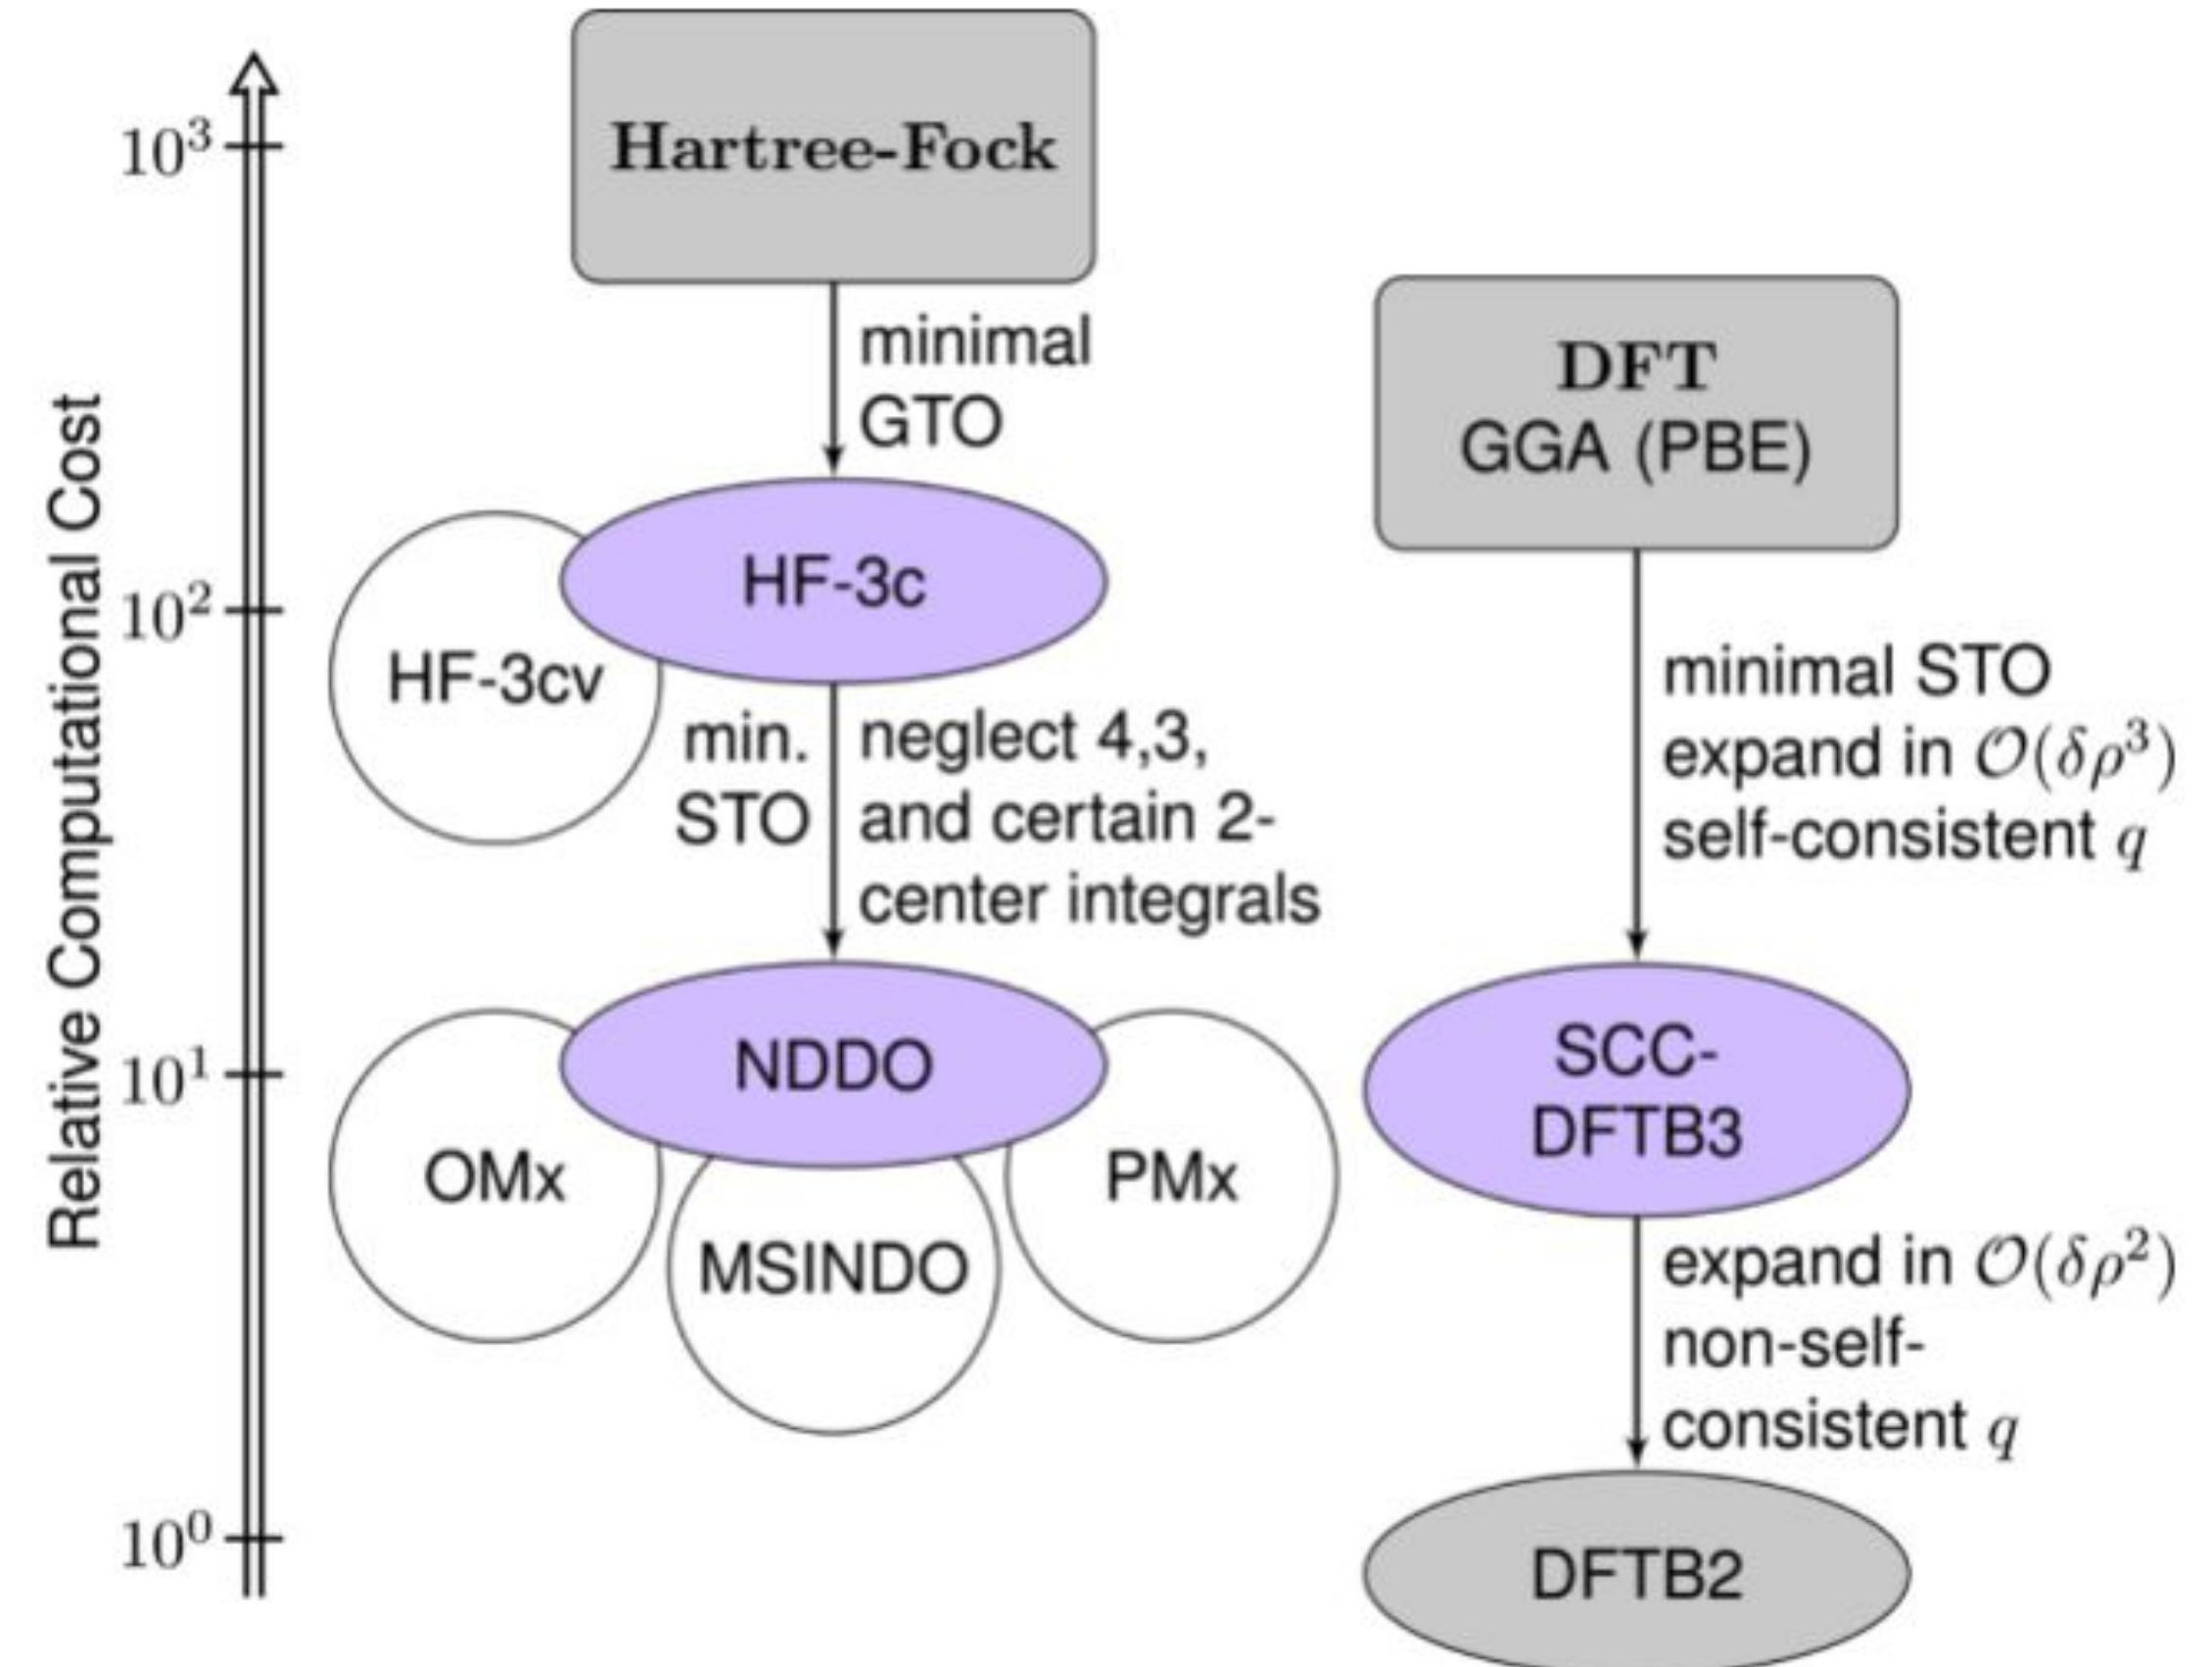 Relative Computational Cost
10³
10²
10¹
10⁰
Hartree-Fock
minimal
GTO
HF-3c
HF-3cv
min.
STO
neglect 4,3,
and certain 2-
center integrals
NDDO
OMx
MSINDO
PMx
DFT
GGA (PBE)
minimal STO
expand in 𝒪(δρ³)
self-consistent q
SCC-
DFTB3
expand in 𝒪(δρ²)
non-self-
consistent q
DFTB2